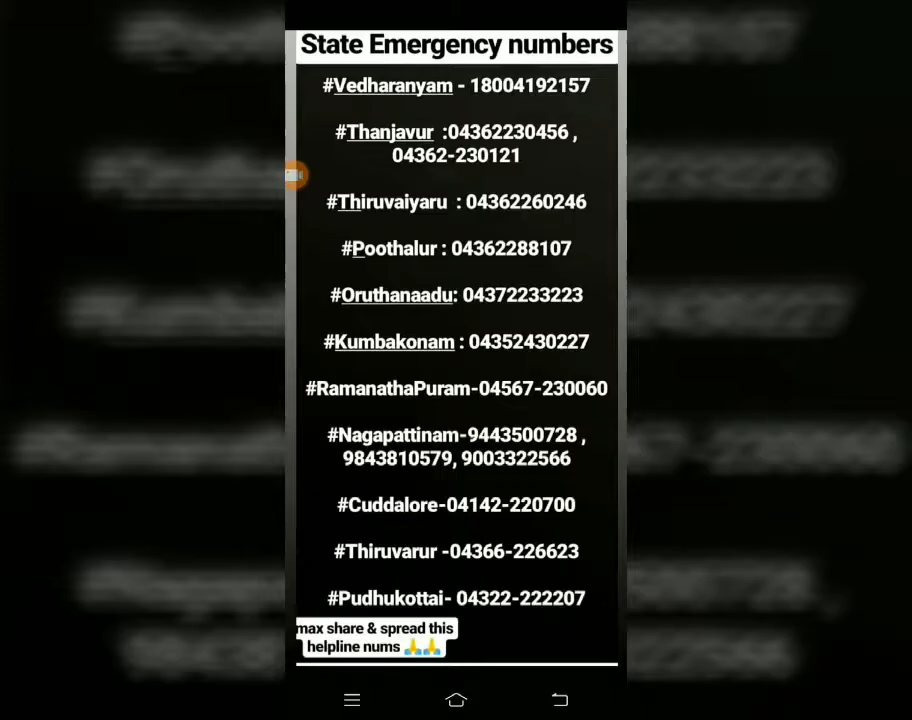 State Emergency numbers
#Vedharanyam - 18004192157
#Thanjavur :04362230456 ,
04362-230121
#Thiruvaiyaru : 04362260246
#Poothalur : 04362288107
#Oruthanaadu: 04372233223
#Kumbakonam : 04352430227
#RamanathaPuram-04567-230060
#Nagapattinam-9443500728 ,
9843810579, 9003322566
#Cuddalore-04142-220700
#Thiruvarur -04366-226623
#Pudhukottai- 04322-222207
max share & spread this
helpline nums 🙏🙏